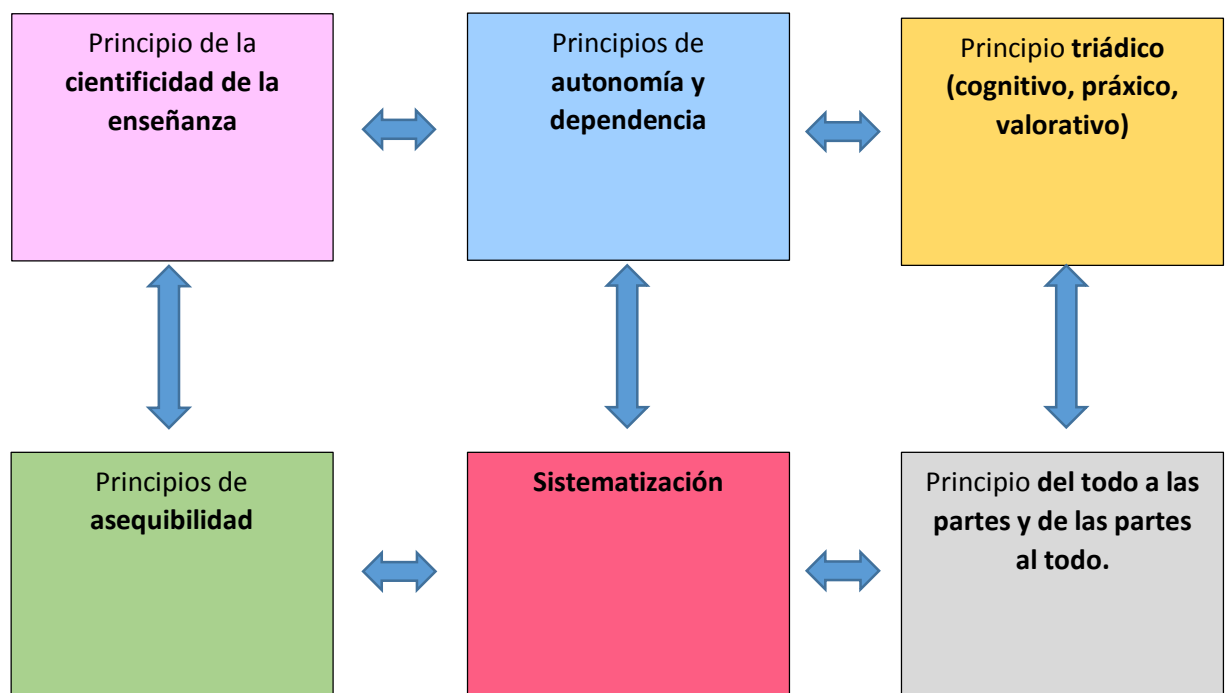 Principio de la
cientificidad de la
enseñanza
Principios de
autonomía y
dependencia
Principio triádico
(cognitivo, práxico,
valorativo)
Principios de
asequibilidad
Sistematización
Principio del todo a las
partes y de las partes
al todo.